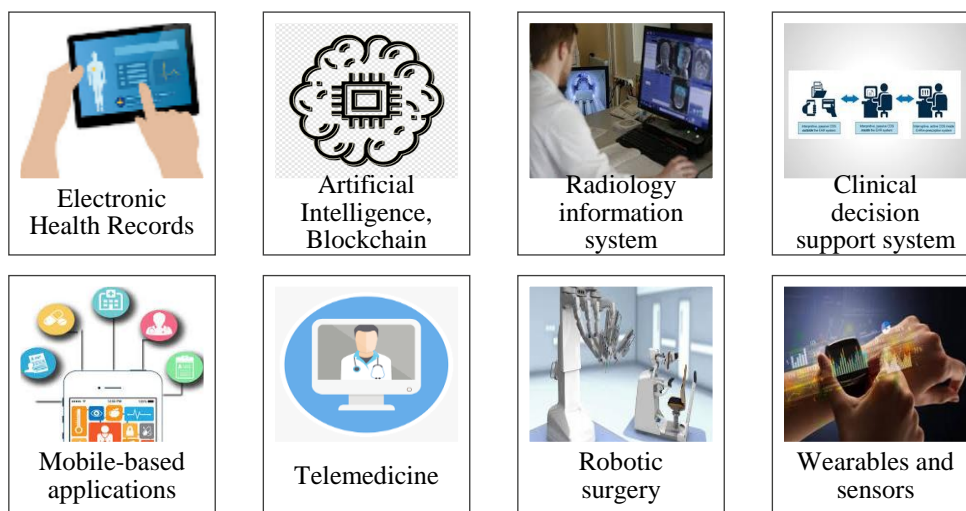 Electronic
Health Records
Artificial
Intelligence,
Blockchain
Radiology
information
system
Clinical
decision
support system
Mobile-based
applications
Telemedicine
Robotic
surgery
Wearables and
sensors